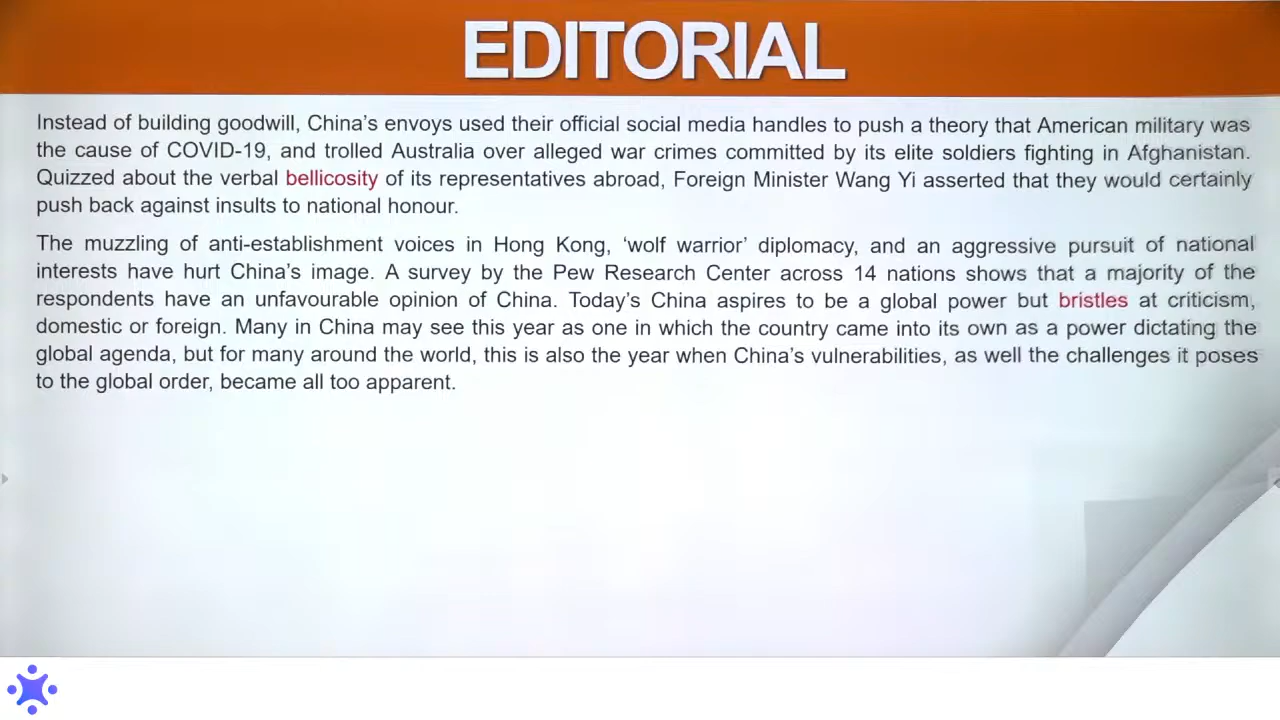 EDITORIAL
Instead of building goodwill, China's envoys used their official social media handles to push a theory that American military was
the cause of COVID-19, and trolled Australia over alleged war crimes committed by its elite soldiers fighting in Afghanistan.
Quizzed about the verbal bellicosity of its representatives abroad, Foreign Minister Wang Yi asserted that they would certainly
push back against insults to national honour.
The muzzling of anti-establishment voices in Hong Kong, ‘wolf warrior’ diplomacy, and an aggressive pursuit of national
interests have hurt China's image. A survey by the Pew Research Center across 14 nations shows that a majority of the
respondents have an unfavourable opinion of China. Today's China aspires to be a global power but bristles at criticism,
domestic or foreign. Many in China may see this year as one in which the country came into its own as a power dictating the
global agenda, but for many around the world, this is also the year when China's vulnerabilities, as well the challenges it poses
to the global order, became all too apparent.